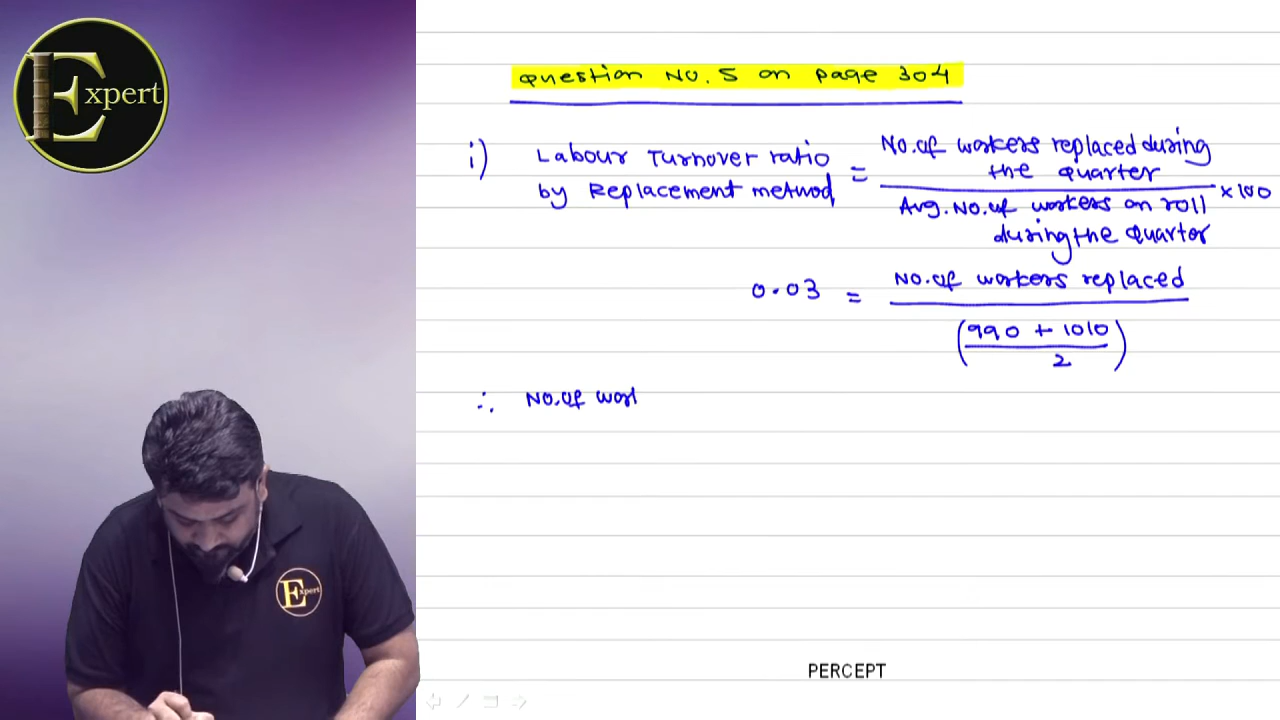 Expert
Question No. 5 on page 304
i) Labour Turnover ratio by Replacement method = No. of workers replaced during the quarter / Avg. No. of workers on roll during the quarter × 100
0.03 = No. of workers replaced / (990 + 1010 / 2)
∴ No. of wor
Expert
PERCEPT